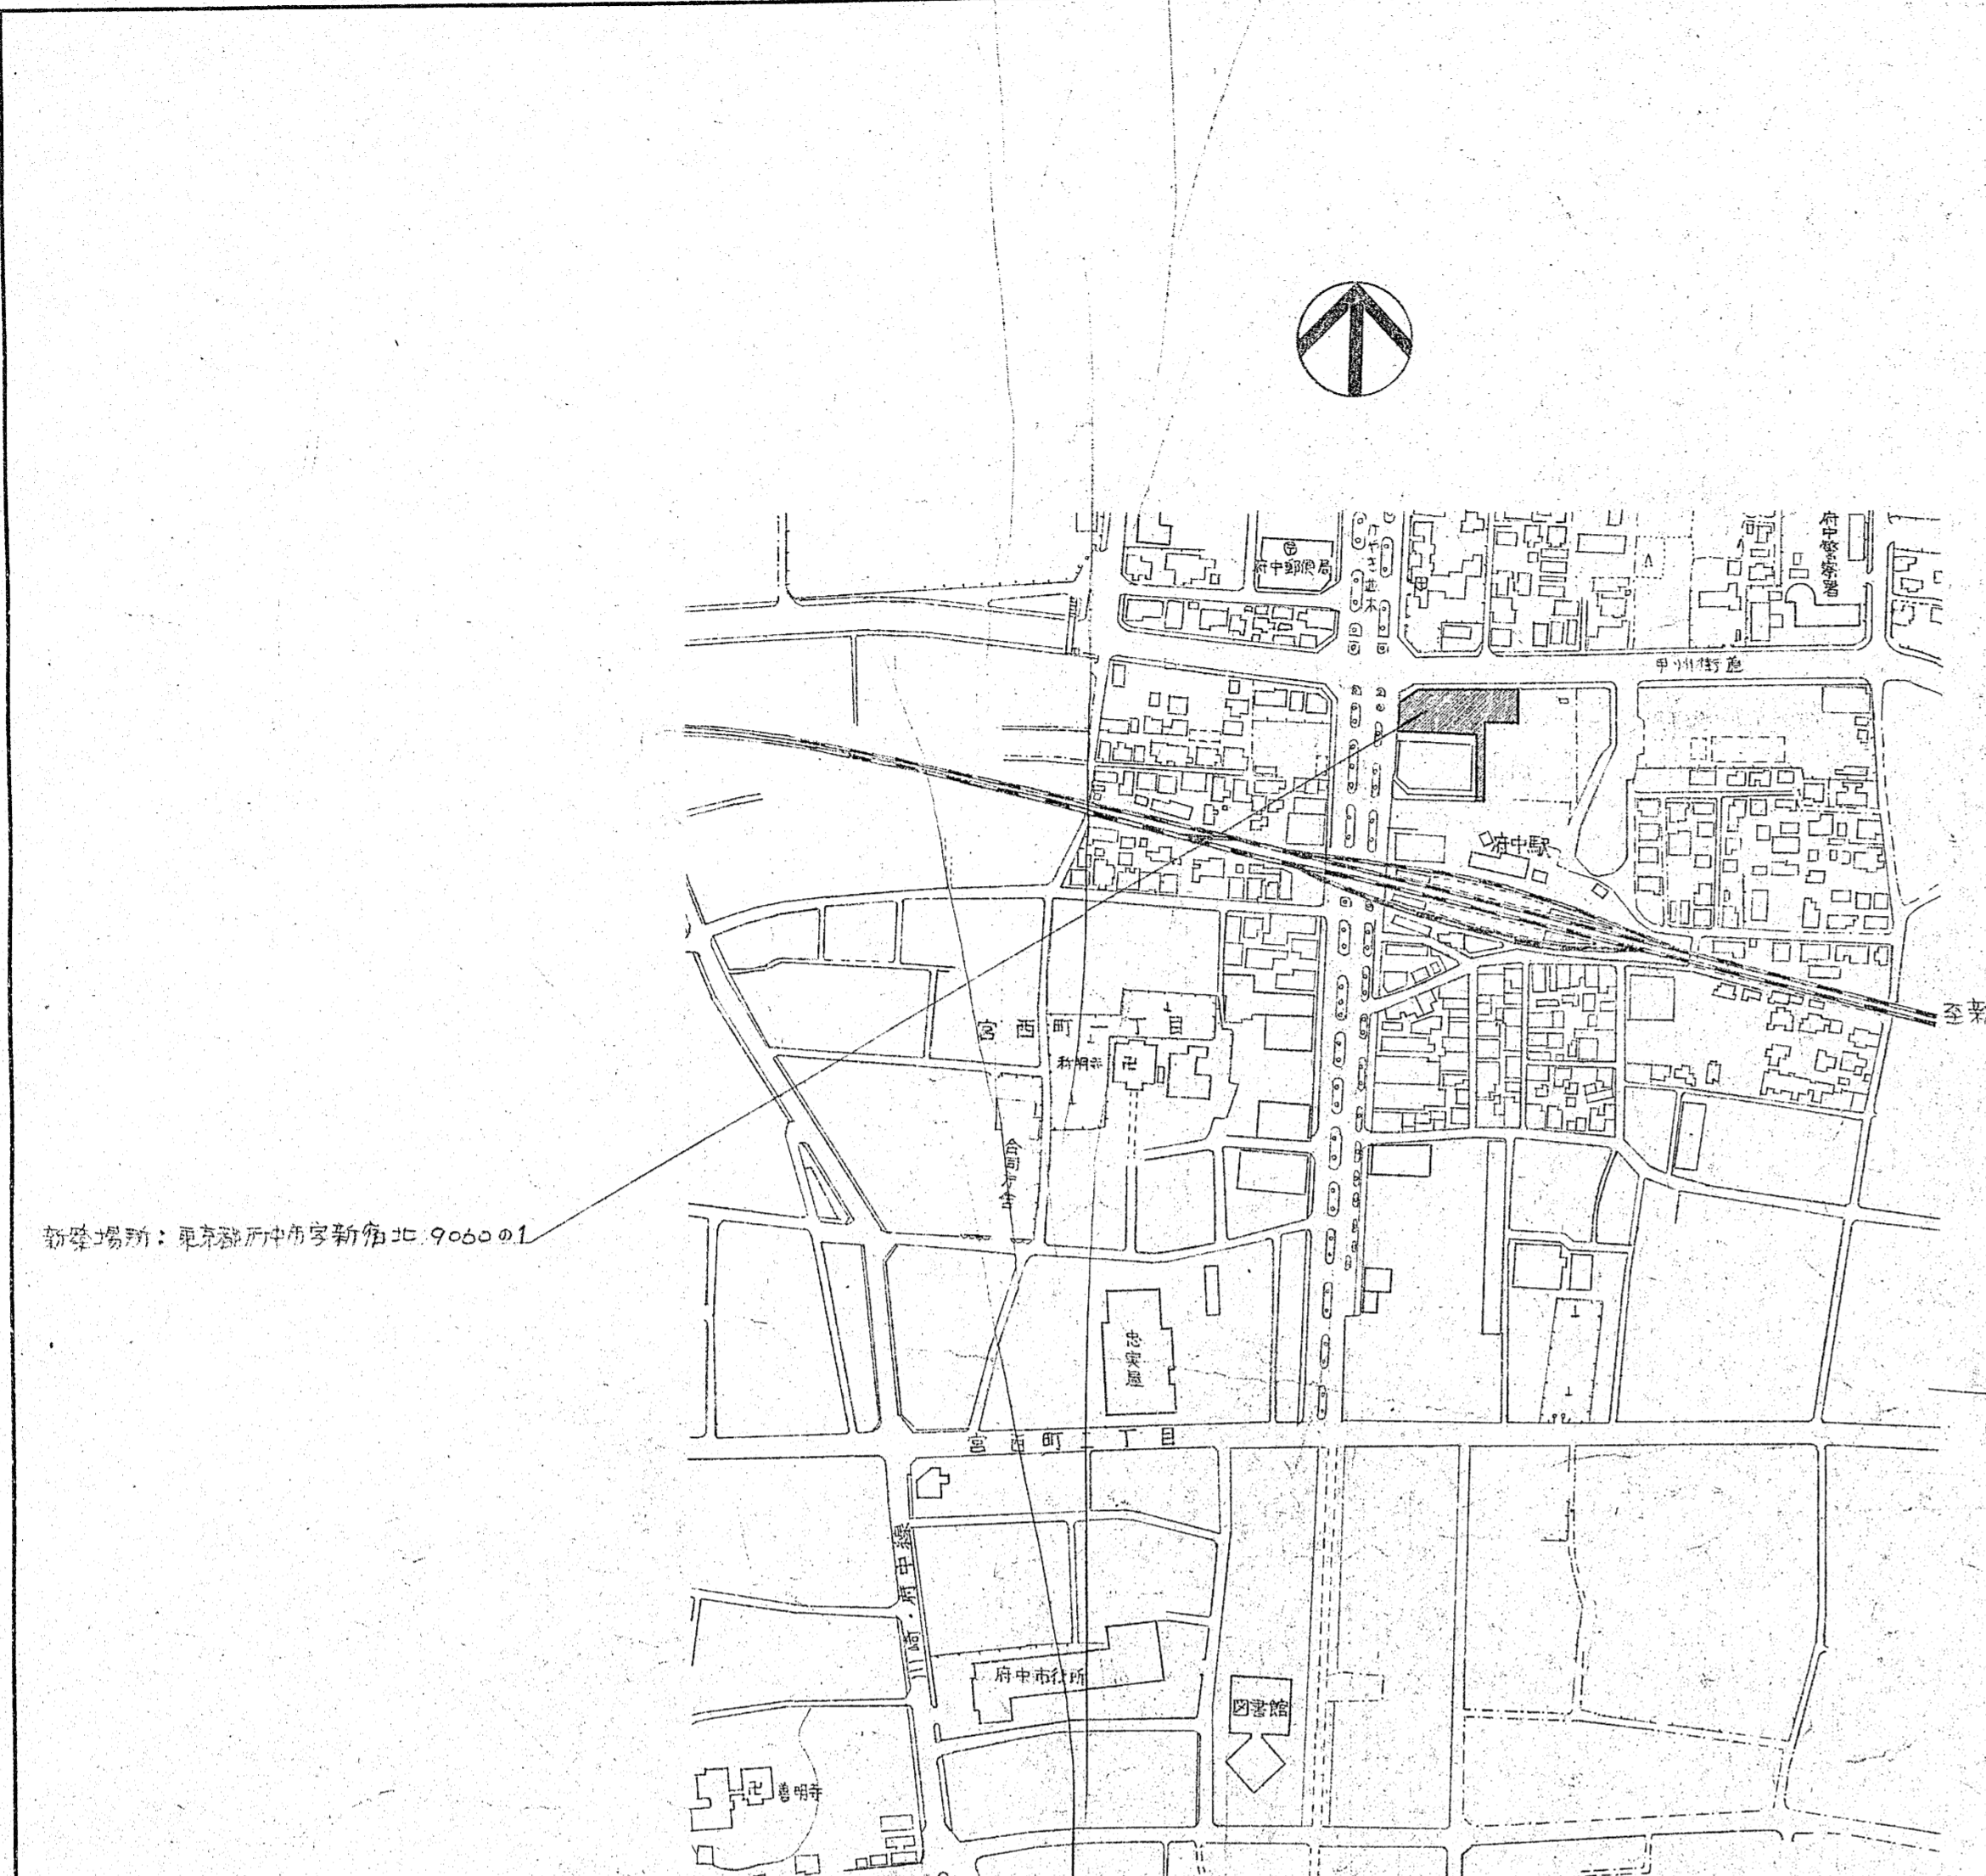 府中郵便局
けやき並木
府中警察署
甲州街道
府中駅
至新
宮西町一丁目
称明寺
合同庁舎
新築場所：東京都府中市字新宿北9060の1
忠実屋
宮西町二丁目
川崎・府中線
府中市役所
図書館
善明寺